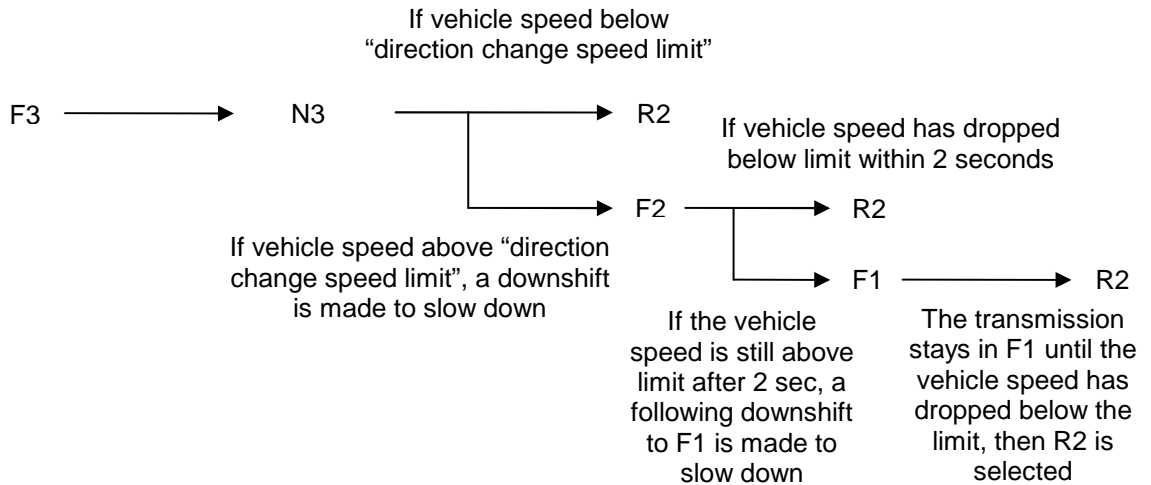 If vehicle speed below
“direction change speed limit”
F3
N3
R2
If vehicle speed has dropped
below limit within 2 seconds
F2
R2
If vehicle speed above “direction
change speed limit”, a downshift
is made to slow down
F1
R2
If the vehicle
speed is still above
limit after 2 sec, a
following downshift
to F1 is made to
slow down
The transmission
stays in F1 until the
vehicle speed has
dropped below the
limit, then R2 is
selected